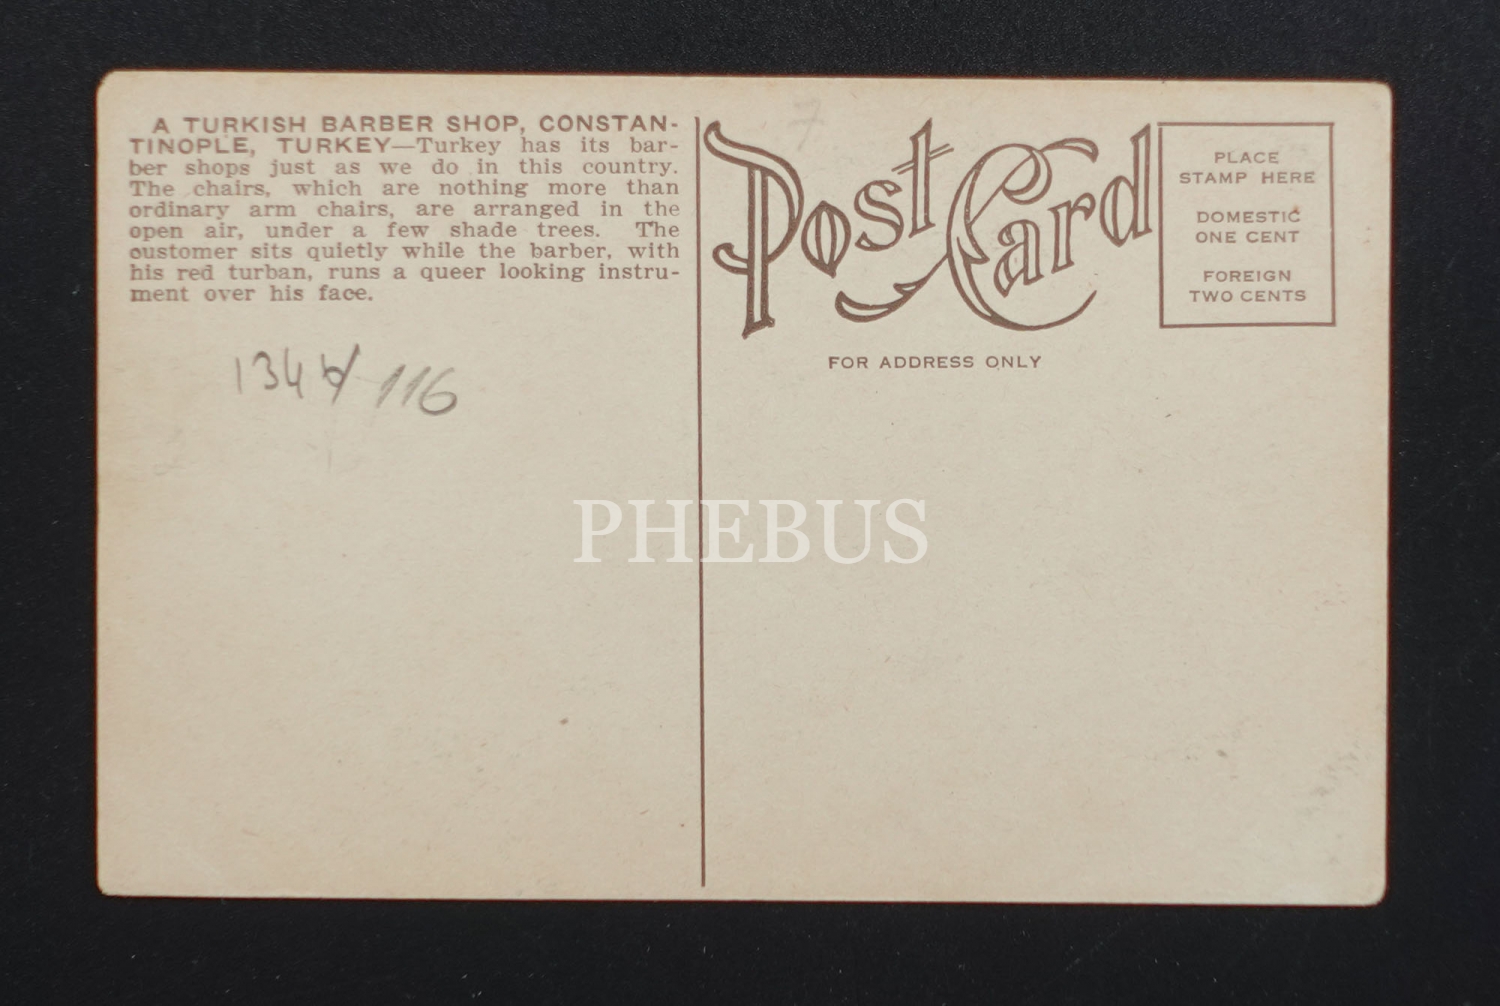 A TURKISH BARBER SHOP, CONSTAN-
TINOPLE, TURKEY—Turkey has its bar-
ber shops just as we do in this country.
The chairs, which are nothing more than
ordinary arm chairs, are arranged in the
open air, under a few shade trees. The
customer sits quietly while the barber, with
his red turban, runs a queer looking instru-
ment over his face.
116
7
Post Card
FOR ADDRESS ONLY
PLACE
STAMP HERE
DOMESTIC
ONE CENT
FOREIGN
TWO CENTS
PHEBUS